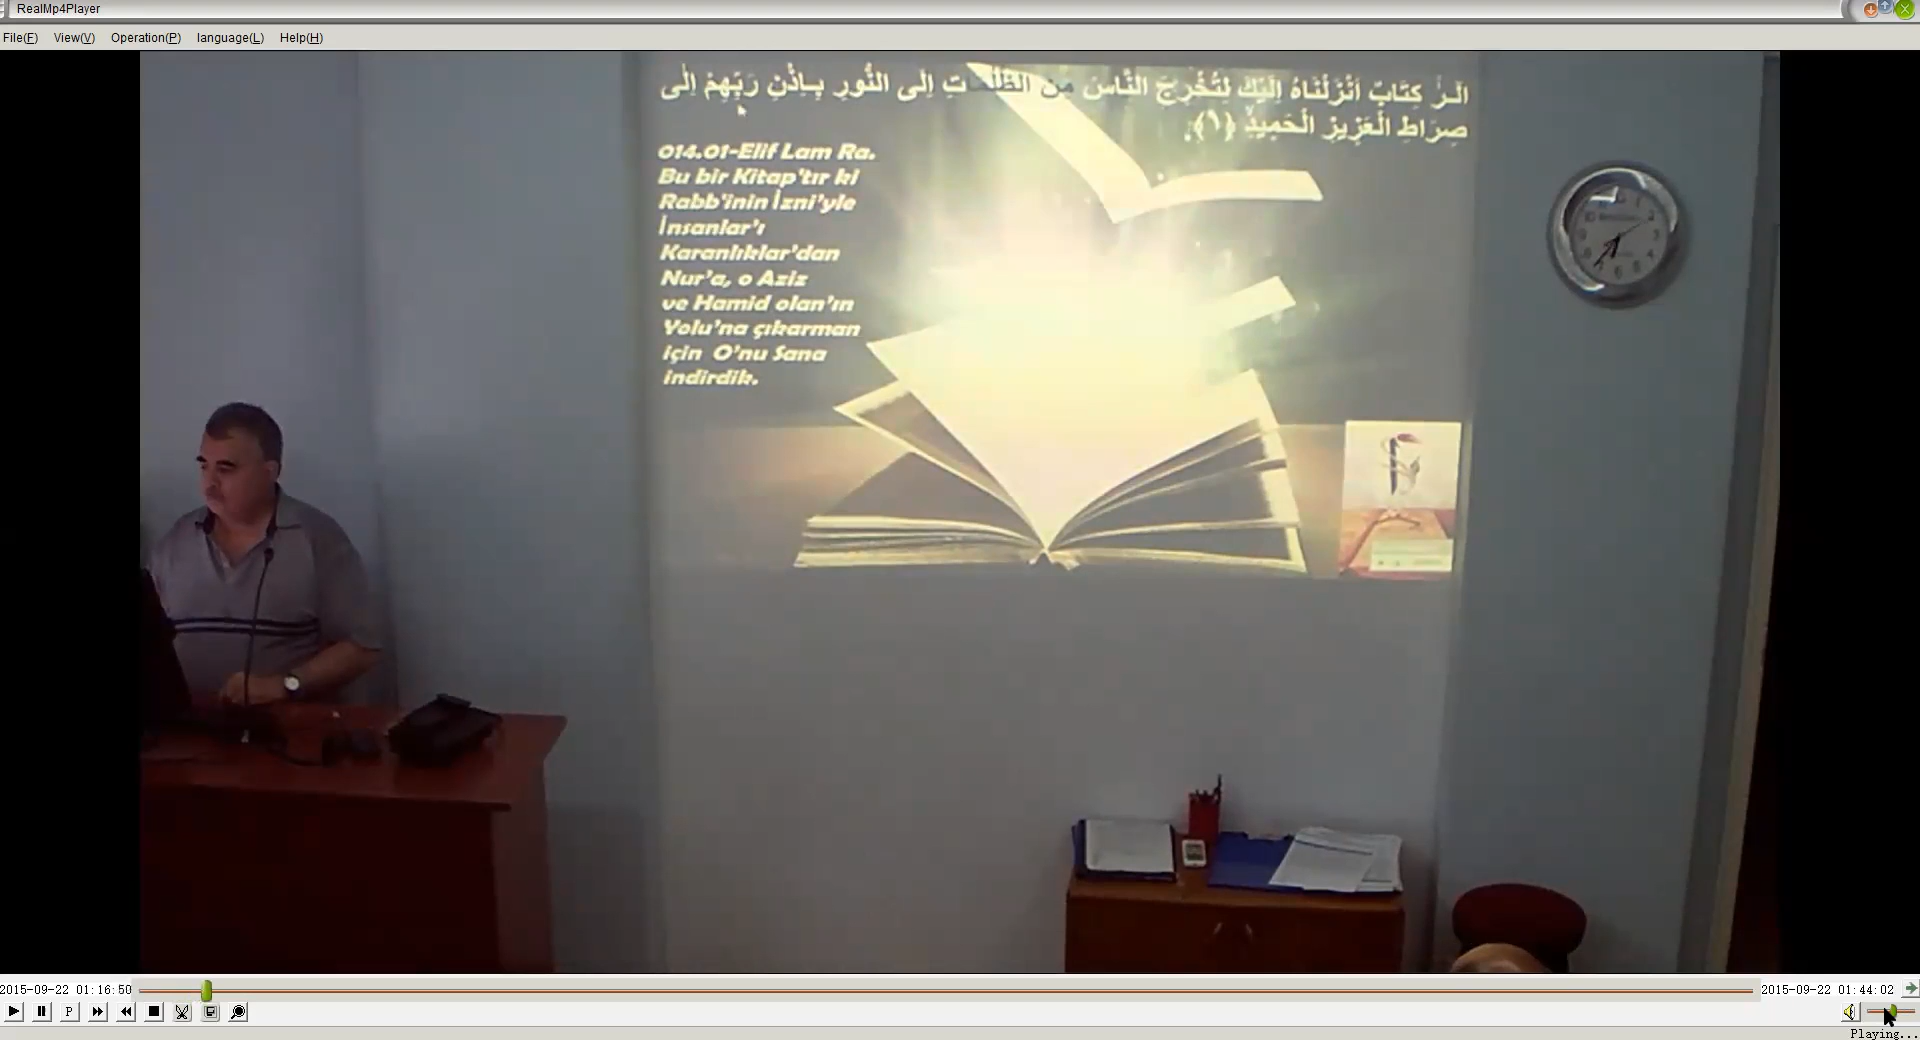 RealMp4Player
File(F) View(V) Operation(P) language(L) Help(H)
الٓرٰ كِتَابٌ اَنْزَلْنَاهُ اِلَيْكَ لِتُخْرِجَ النَّاسَ مِنَ الظُّلُمَاتِ اِلَى النُّورِ بِاِذْنِ رَبِّهِمْ اِلٰى
صِرَاطِ الْعَزِيزِ الْحَمِيدِ ﴿١﴾
014.01-Elif Lam Ra.
Bu bir Kitap'tır ki
Rabb'inin İzni'yle
İnsanlar'ı
Karanlıklar'dan
Nur'a, o Aziz
ve Hamid olan'ın
Yolu'na çıkarman
için O'nu Sana
indirdik.
2015-09-22 01:16:50
2015-09-22 01:44:02
P
Playing...